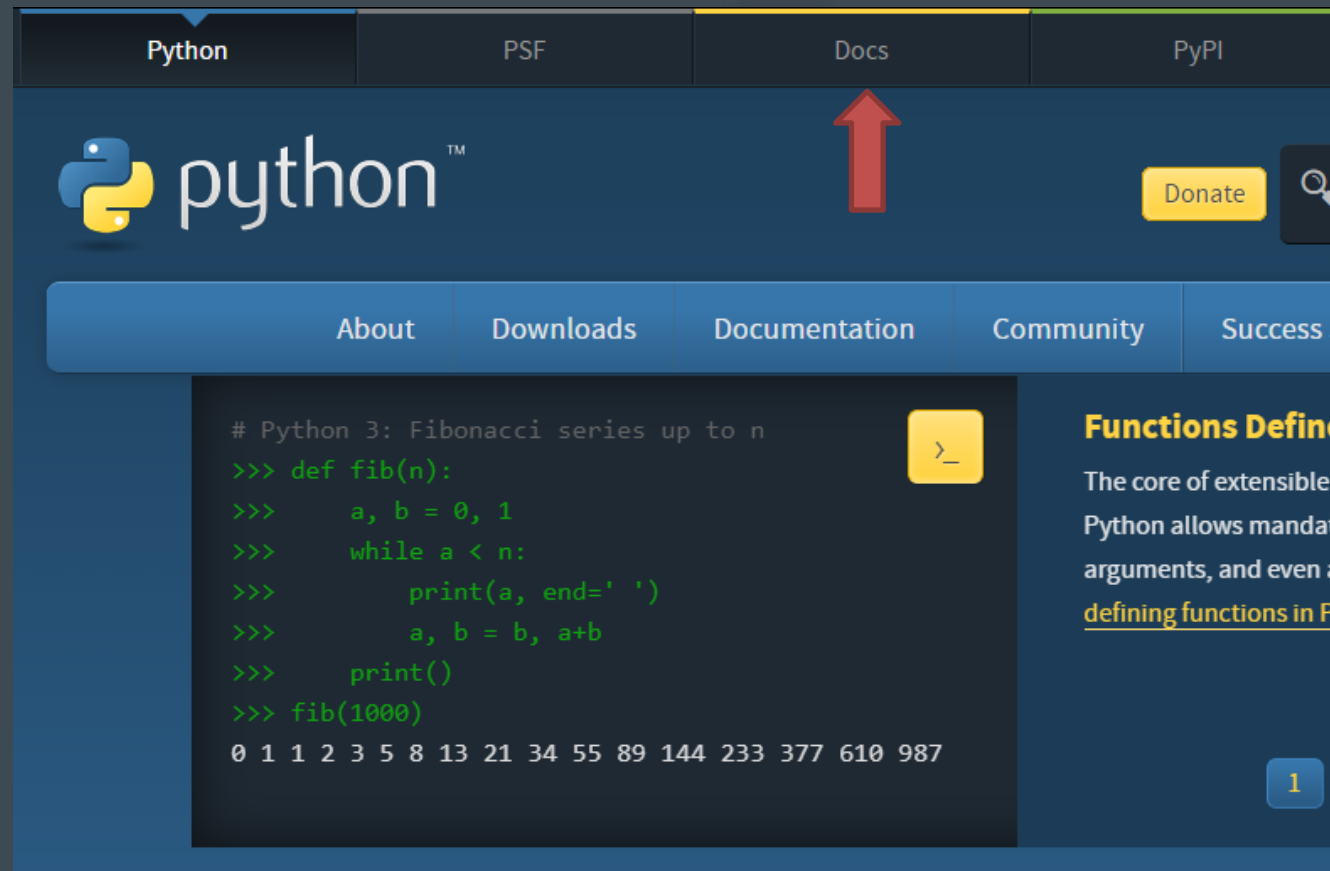 Python PSF Docs PyPI
python™
Donate
About Downloads Documentation Community Success
# Python 3: Fibonacci series up to n
>>> def fib(n):
>>>     a, b = 0, 1
>>>     while a < n:
>>>         print(a, end=' ')
>>>         a, b = b, a+b
>>>     print()
>>> fib(1000)
0 1 1 2 3 5 8 13 21 34 55 89 144 233 377 610 987
>_
Functions
The core of extensible
Python allows
arguments, and even
defining functions in
1